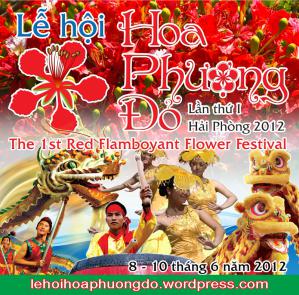 Lễ hội
Hoa
Phượng
Đỏ
Lần thứ I
Hải Phòng 2012
The 1st Red Flamboyant Flower Festival
8 - 10 tháng 6 năm 2012
lehoihoaphuongdo.wordpress.com